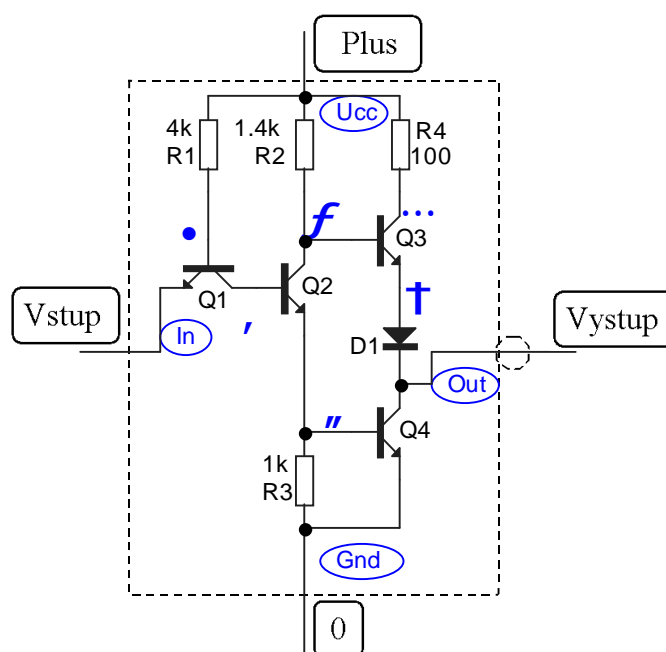 Plus
Ucc
4k
R1
1.4k
R2
R4
100
•
ƒ
…
Q3
Q1
Q2
†
Vstup
In
‚
D1
Vystup
Out
„
Q4
1k
R3
Gnd
0